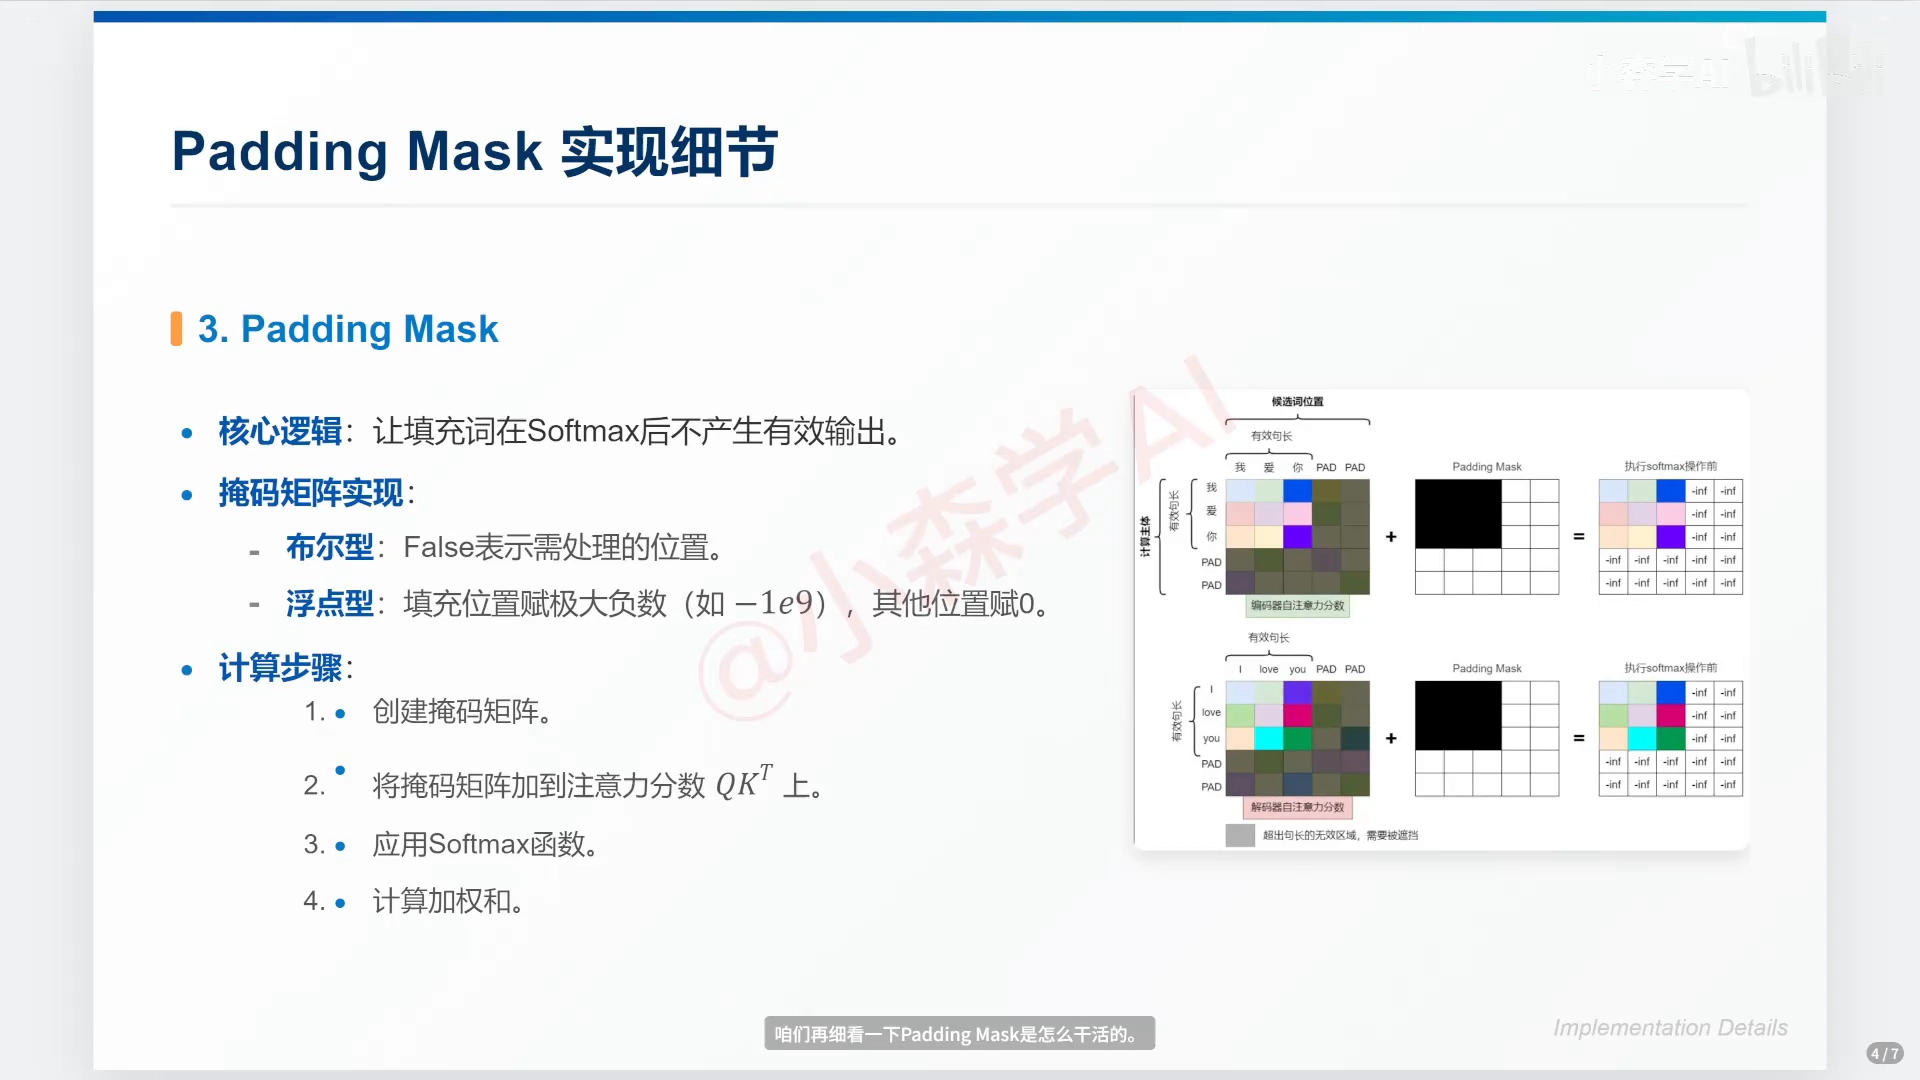 小森学AI bilibili
Padding Mask 实现细节
3. Padding Mask
核心逻辑：让填充词在Softmax后不产生有效输出。
掩码矩阵实现：
- 布尔型：False表示需处理的位置。
- 浮点型：填充位置赋极大负数（如 −1e9），其他位置赋0。
计算步骤：
1. 创建掩码矩阵。
2. 将掩码矩阵加到注意力分数 QK^T 上。
3. 应用Softmax函数。
4. 计算加权和。
@小森学AI
候选词位置
有效句长
我 爱 你 PAD PAD
Padding Mask
执行softmax操作前
计算主体
有效句长
我
爱
你
PAD
PAD
+
=
-inf -inf
-inf -inf
-inf -inf
-inf -inf -inf -inf -inf
-inf -inf -inf -inf -inf
编码器自注意力分数
有效句长
I love you PAD PAD
Padding Mask
执行softmax操作前
有效句长
I
love
you
PAD
PAD
+
=
-inf -inf
-inf -inf
-inf -inf
-inf -inf -inf -inf -inf
-inf -inf -inf -inf -inf
解码器自注意力分数
超出句长的无效区域，需要被遮挡
咱们再细看一下Padding Mask是怎么干活的。
Implementation Details
4 / 7